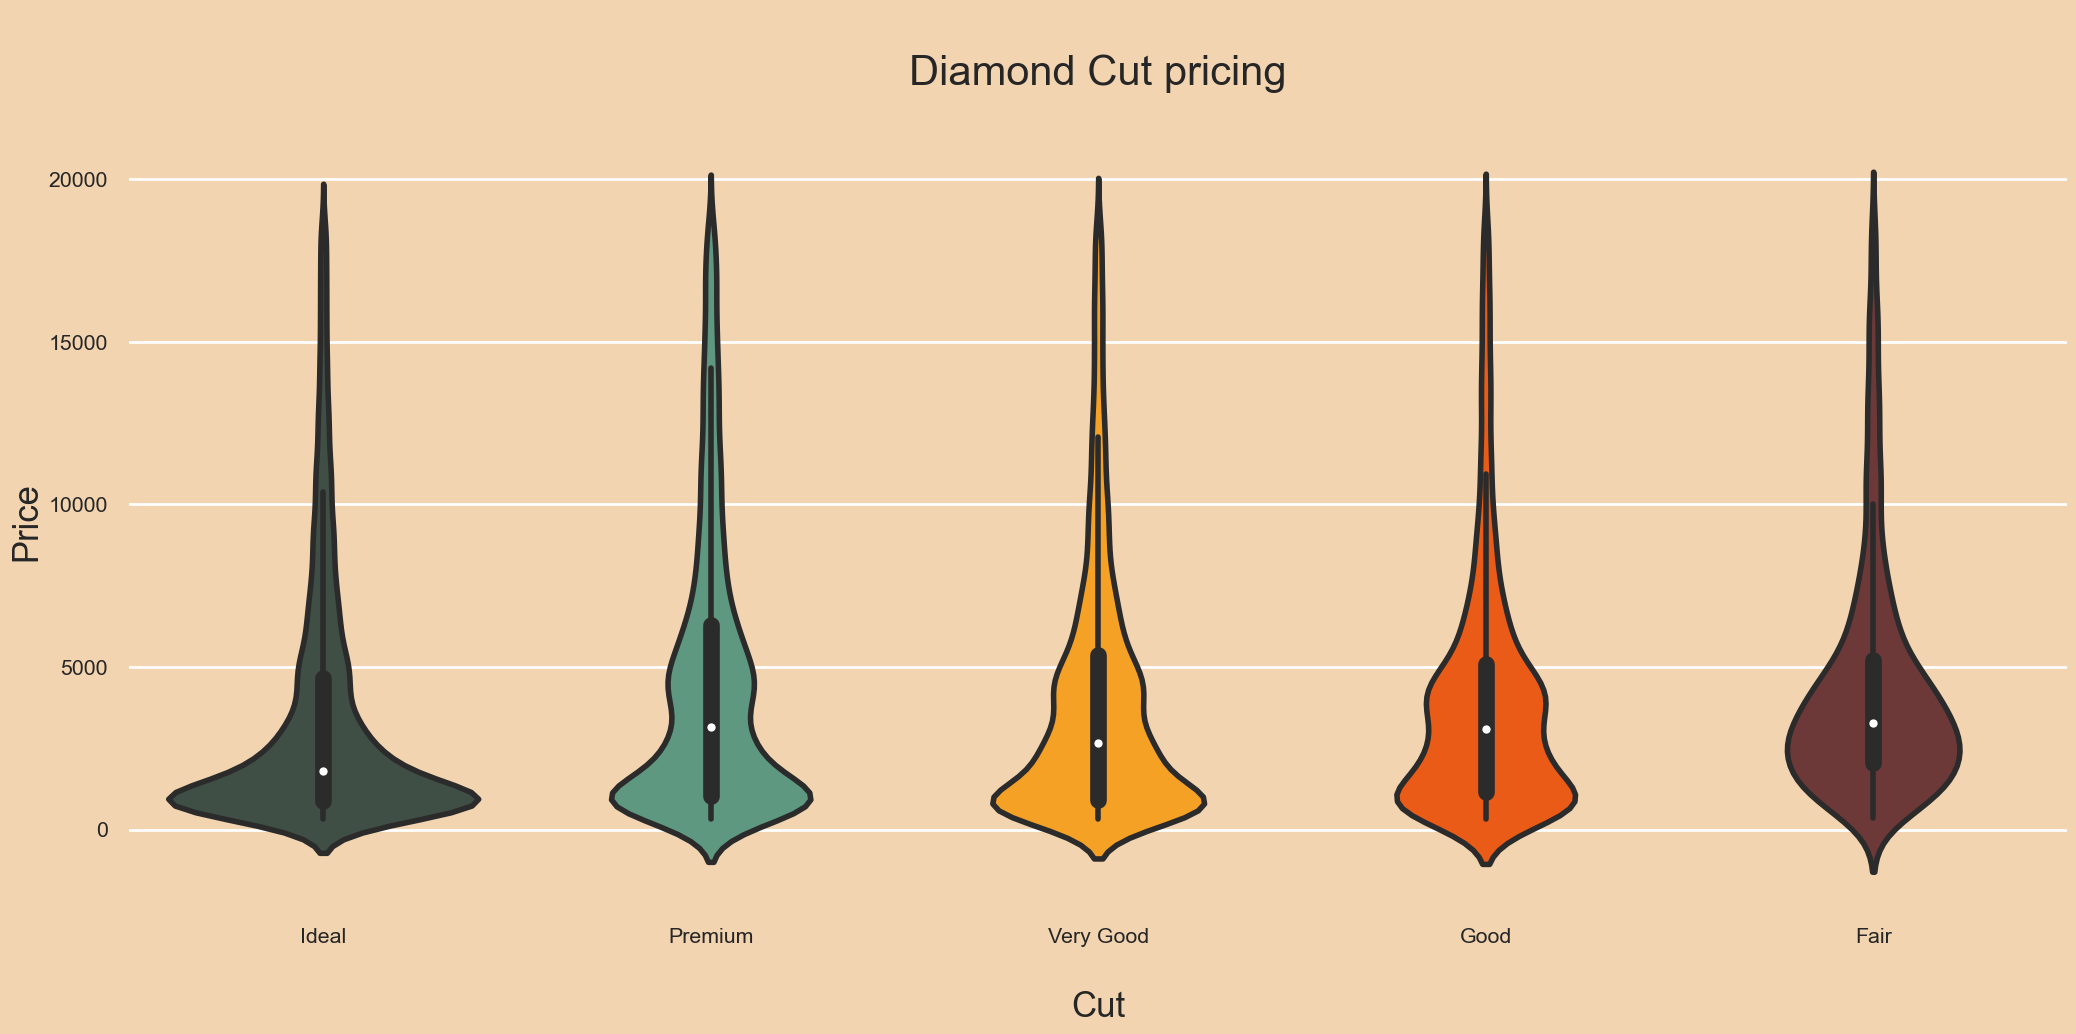 Diamond Cut pricing
20000
15000
10000
5000
0
Price
Ideal Premium Very Good Good Fair
Cut